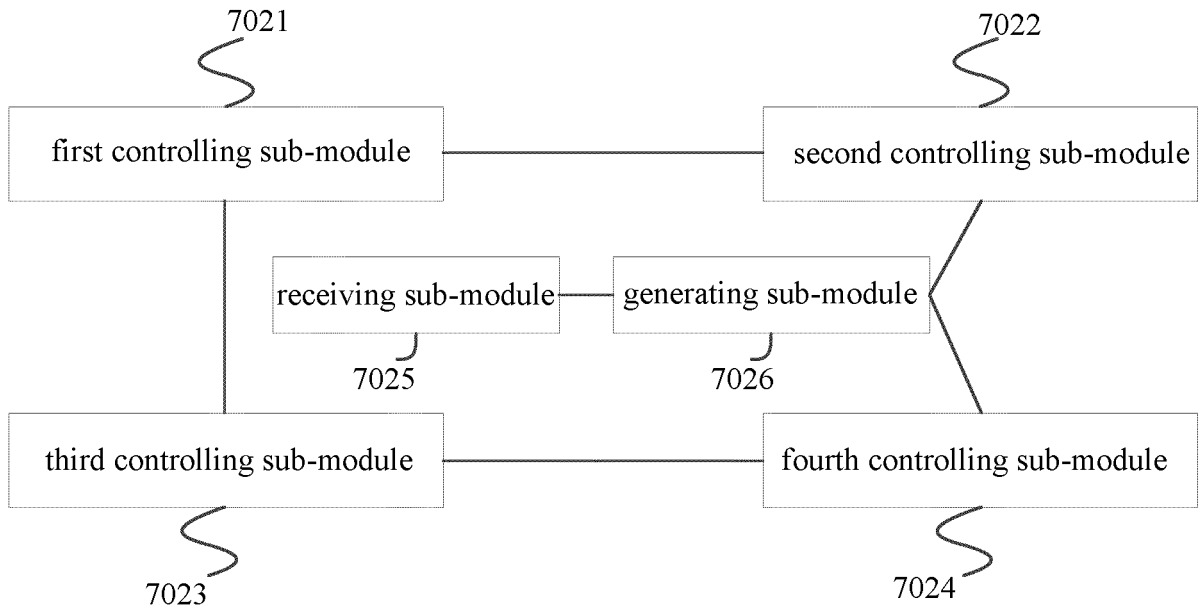 7021
7022
first controlling sub-module
second controlling sub-module
receiving sub-module
generating sub-module
7025
7026
third controlling sub-module
fourth controlling sub-module
7023
7024